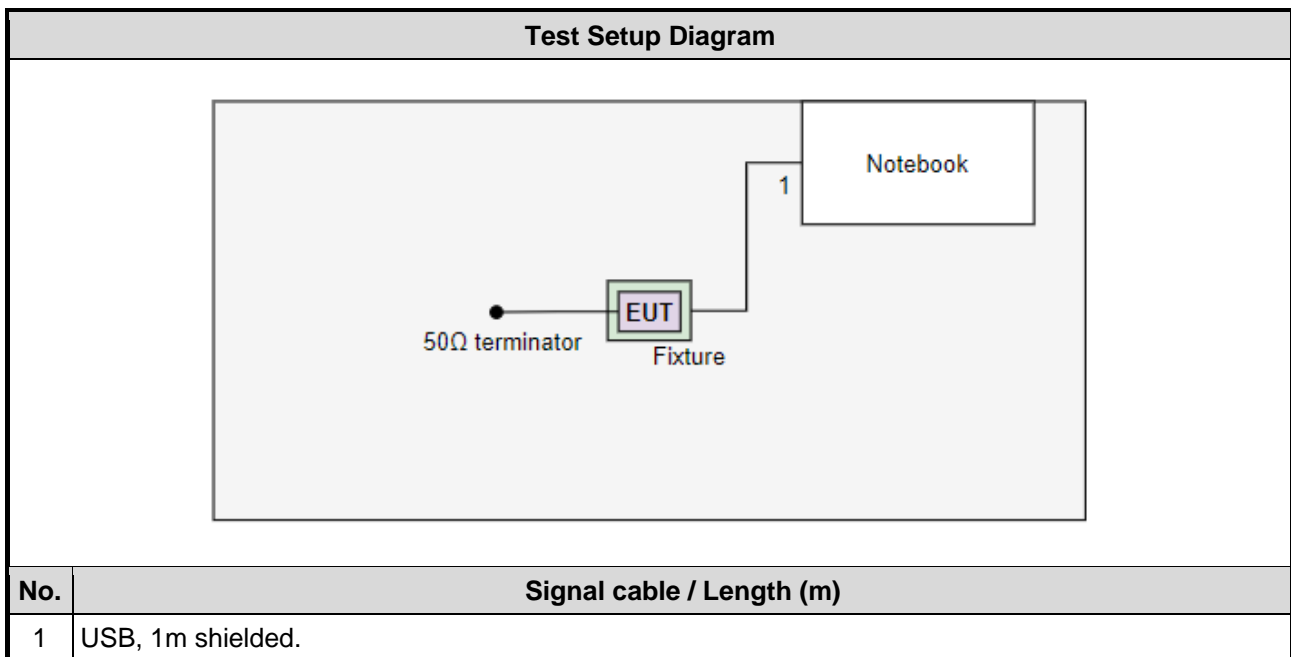 Test Setup Diagram
Notebook
1
EUT
50Ω terminator
Fixture
No. Signal cable / Length (m)
1 USB, 1m shielded.